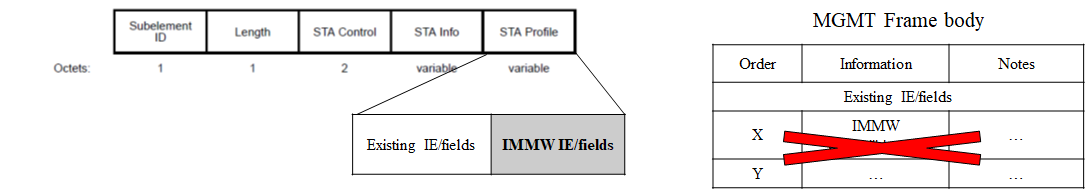 Subelement ID
Length
STA Control
STA Info
STA Profile
Octets:
1
1
2
variable
variable
Existing IE/fields
IMMW IE/fields
MGMT Frame body
Order
Information
Notes
Existing IE/fields
X
IMMW
…
Y
…
…